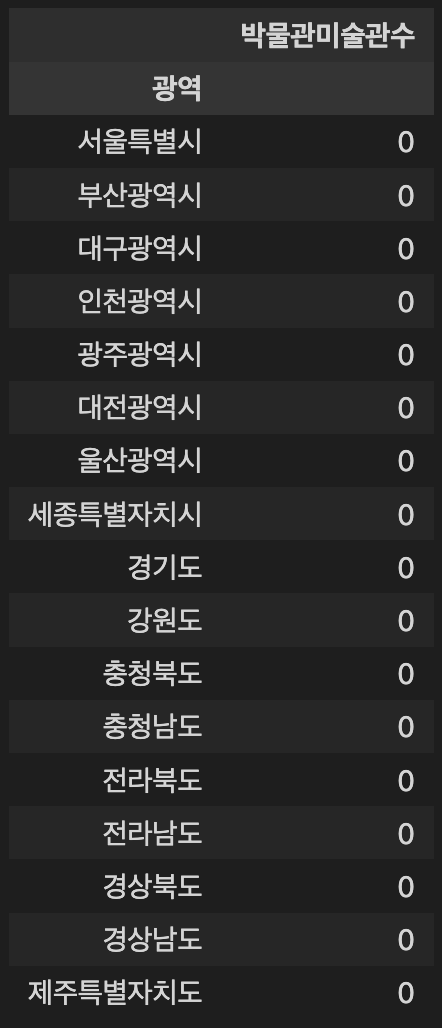 박물관미술관수
광역
서울특별시 0
부산광역시 0
대구광역시 0
인천광역시 0
광주광역시 0
대전광역시 0
울산광역시 0
세종특별자치시 0
경기도 0
강원도 0
충청북도 0
충청남도 0
전라북도 0
전라남도 0
경상북도 0
경상남도 0
제주특별자치도 0